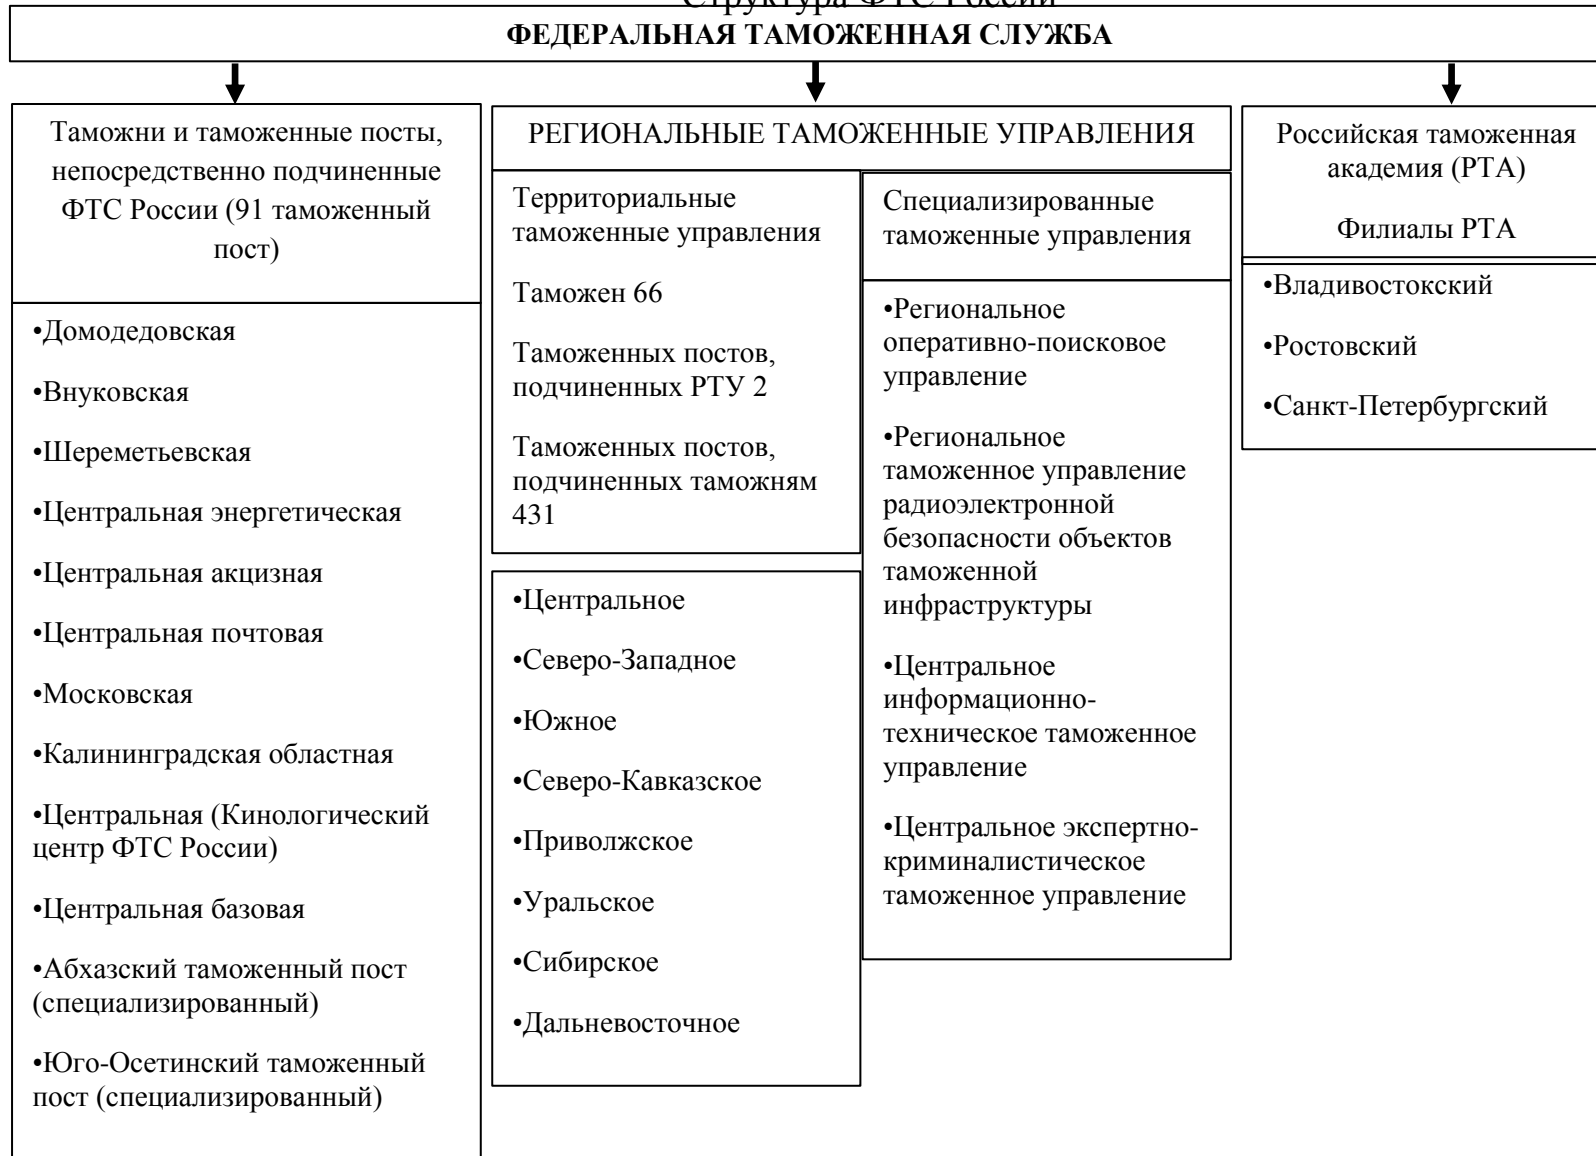 Структура ФТС России
ФЕДЕРАЛЬНАЯ ТАМОЖЕННАЯ СЛУЖБА
Таможни и таможенные посты,
непосредственно подчиненные
ФТС России (91 таможенный
пост)
•Домодедовская
•Внуковская
•Шереметьевская
•Центральная энергетическая
•Центральная акцизная
•Центральная почтовая
•Московская
•Калининградская областная
•Центральная (Кинологический
центр ФТС России)
•Центральная базовая
•Абхазский таможенный пост
(специализированный)
•Юго-Осетинский таможенный
пост (специализированный)
РЕГИОНАЛЬНЫЕ ТАМОЖЕННЫЕ УПРАВЛЕНИЯ
Территориальные
таможенные управления
Таможен 66
Таможенных постов,
подчиненных РТУ 2
Таможенных постов,
подчиненных таможням
431
•Центральное
•Северо-Западное
•Южное
•Северо-Кавказское
•Приволжское
•Уральское
•Сибирское
•Дальневосточное
Специализированные
таможенные управления
•Региональное
оперативно-поисковое
управление
•Региональное
таможенное управление
радиоэлектронной
безопасности объектов
таможенной
инфраструктуры
•Центральное
информационно-
техническое таможенное
управление
•Центральное экспертно-
криминалистическое
таможенное управление
Российская таможенная
академия (РТА)
Филиалы РТА
•Владивостокский
•Ростовский
•Санкт-Петербургский